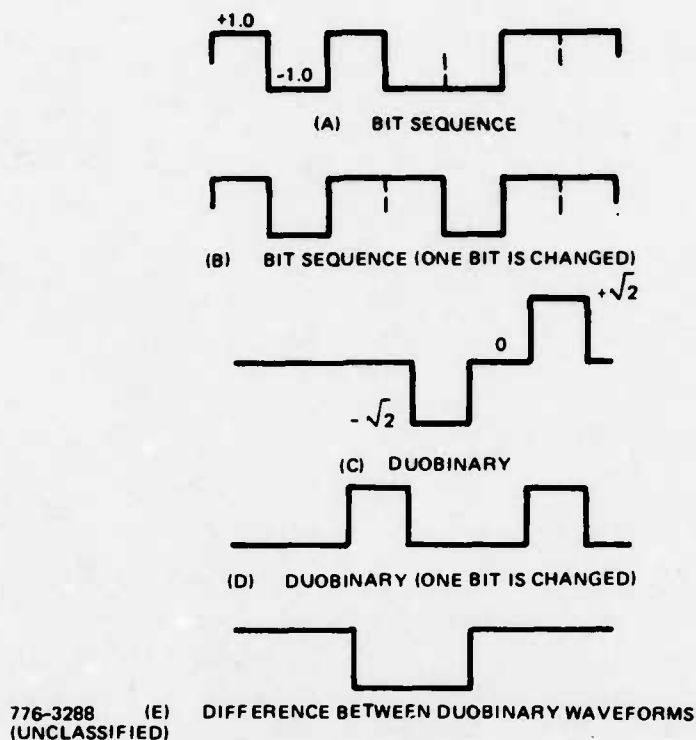 +1.0
-1.0
(A) BIT SEQUENCE
(B) BIT SEQUENCE (ONE BIT IS CHANGED)
+√2
0
-√2
(C) DUOBINARY
(D) DUOBINARY (ONE BIT IS CHANGED)
776-3288 (E) DIFFERENCE BETWEEN DUOBINARY WAVEFORMS
(UNCLASSIFIED)